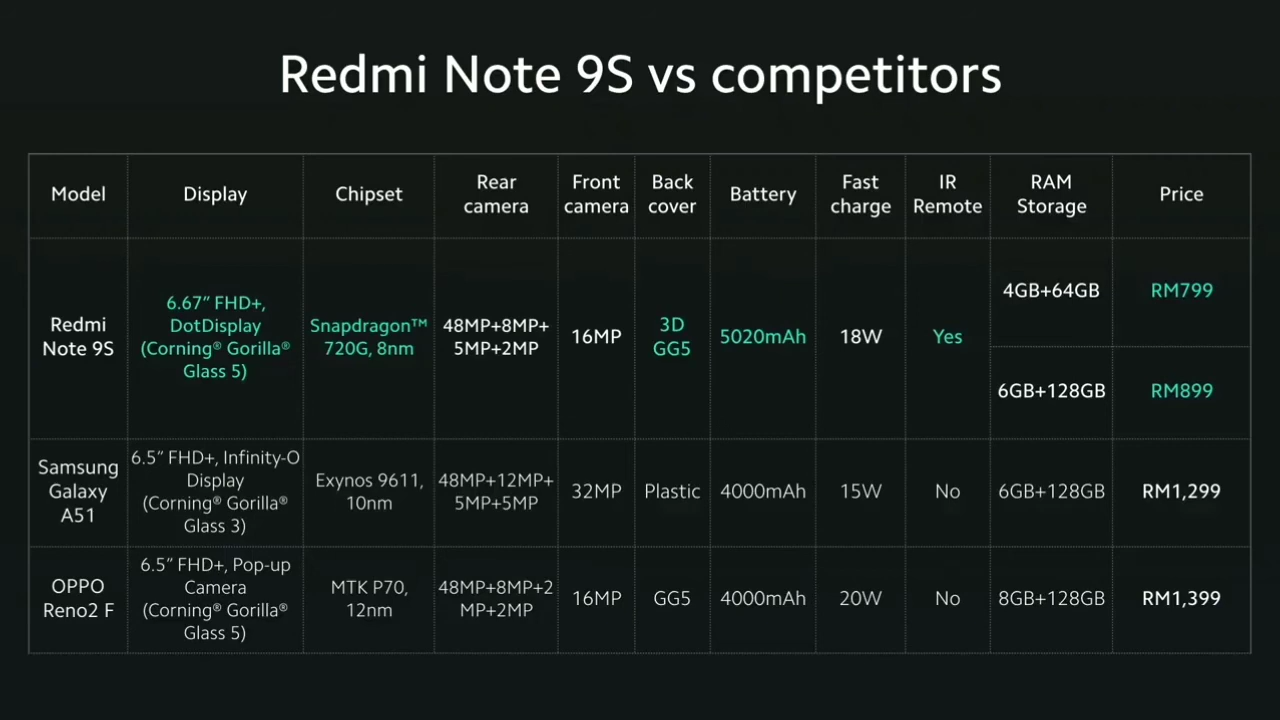 Redmi Note 9S vs competitors
Model
Display
Chipset
Rear
camera
Front
camera
Back
cover
Battery
Fast
charge
IR
Remote
RAM
Storage
Price
Redmi
Note 9S
6.67″ FHD+,
DotDisplay
(Corning® Gorilla®
Glass 5)
Snapdragon™
720G, 8nm
48MP+8MP+
5MP+2MP
16MP
3D
GG5
5020mAh
18W
Yes
4GB+64GB
RM799
6GB+128GB
RM899
Samsung
Galaxy
A51
6.5″ FHD+, Infinity-O
Display
(Corning® Gorilla®
Glass 3)
Exynos 9611,
10nm
48MP+12MP+
5MP+5MP
32MP
Plastic
4000mAh
15W
No
6GB+128GB
RM1,299
OPPO
Reno2 F
6.5″ FHD+, Pop-up
Camera
(Corning® Gorilla®
Glass 5)
MTK P70,
12nm
48MP+8MP+2
MP+2MP
16MP
GG5
4000mAh
20W
No
8GB+128GB
RM1,399